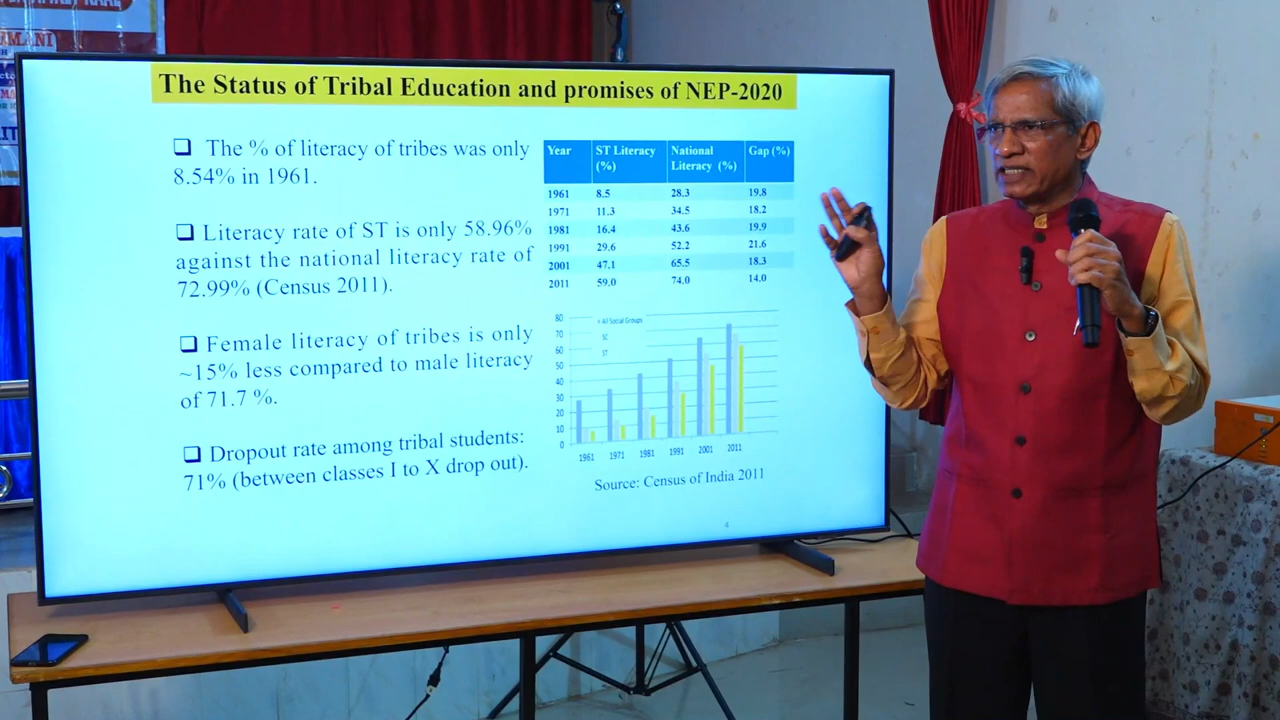 The Status of Tribal Education and promises of NEP-2020
❑ The % of literacy of tribes was only
8.54% in 1961.
❑ Literacy rate of ST is only 58.96%
against the national literacy rate of
72.99% (Census 2011).
❑ Female literacy of tribes is only
~15% less compared to male literacy
of 71.7 %.
❑ Dropout rate among tribal students:
71% (between classes I to X drop out).
Year ST Literacy (%) National Literacy (%) Gap (%)
1961 8.5 28.3 19.8
1971 11.3 34.5 18.2
1981 16.4 43.6 19.9
1991 29.6 52.2 21.6
2001 47.1 65.5 18.3
2011 59.0 74.0 14.0
All Social Groups
SC
ST
80
70
60
50
40
30
20
10
0
1961 1971 1981 1991 2001 2011
Source: Census of India 2011
4